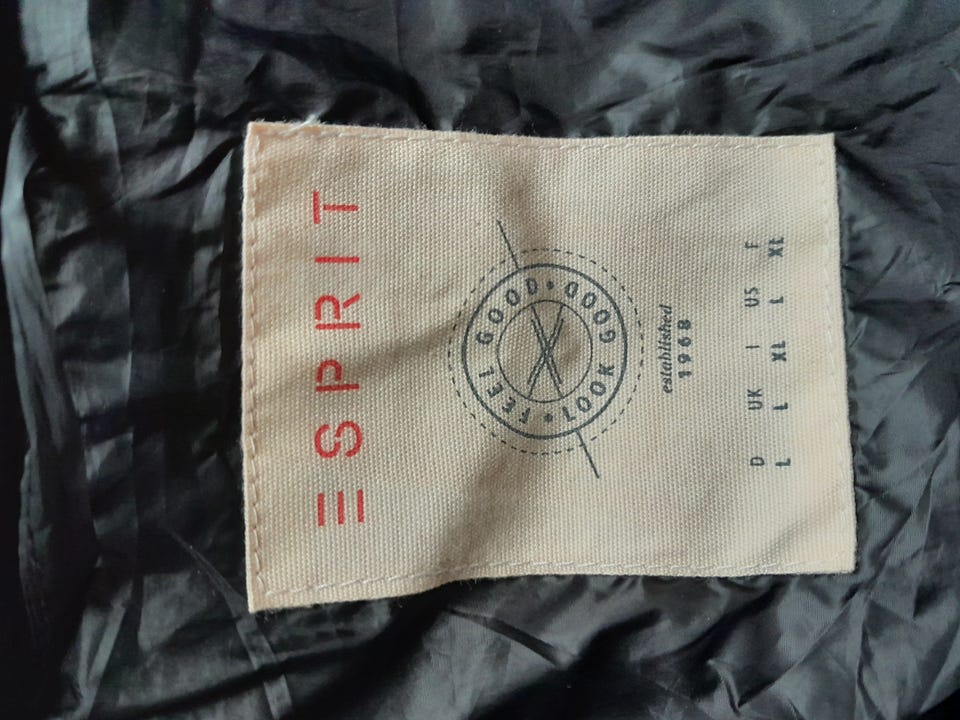 ESPRIT
FEEL GOOD • LOOK GOOD •
established
1968
D UK I US F
L L XL L XL